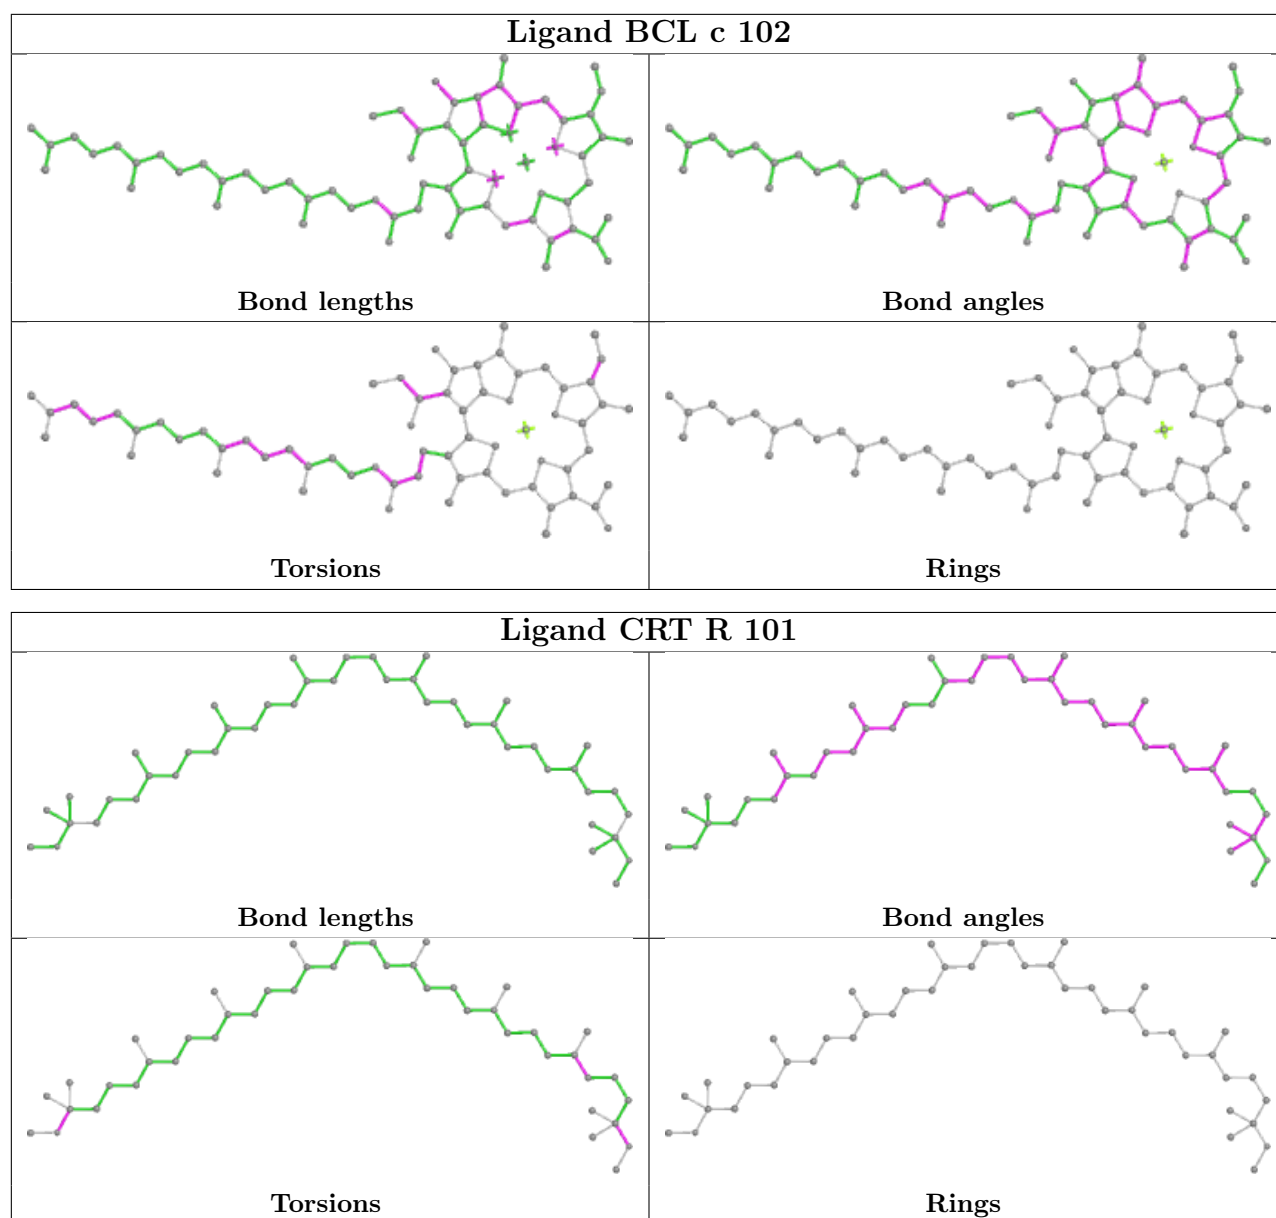 Ligand BCL c 102
Bond lengths
Bond angles
Torsions
Rings
Ligand CRT R 101
Bond lengths
Bond angles
Torsions
Rings